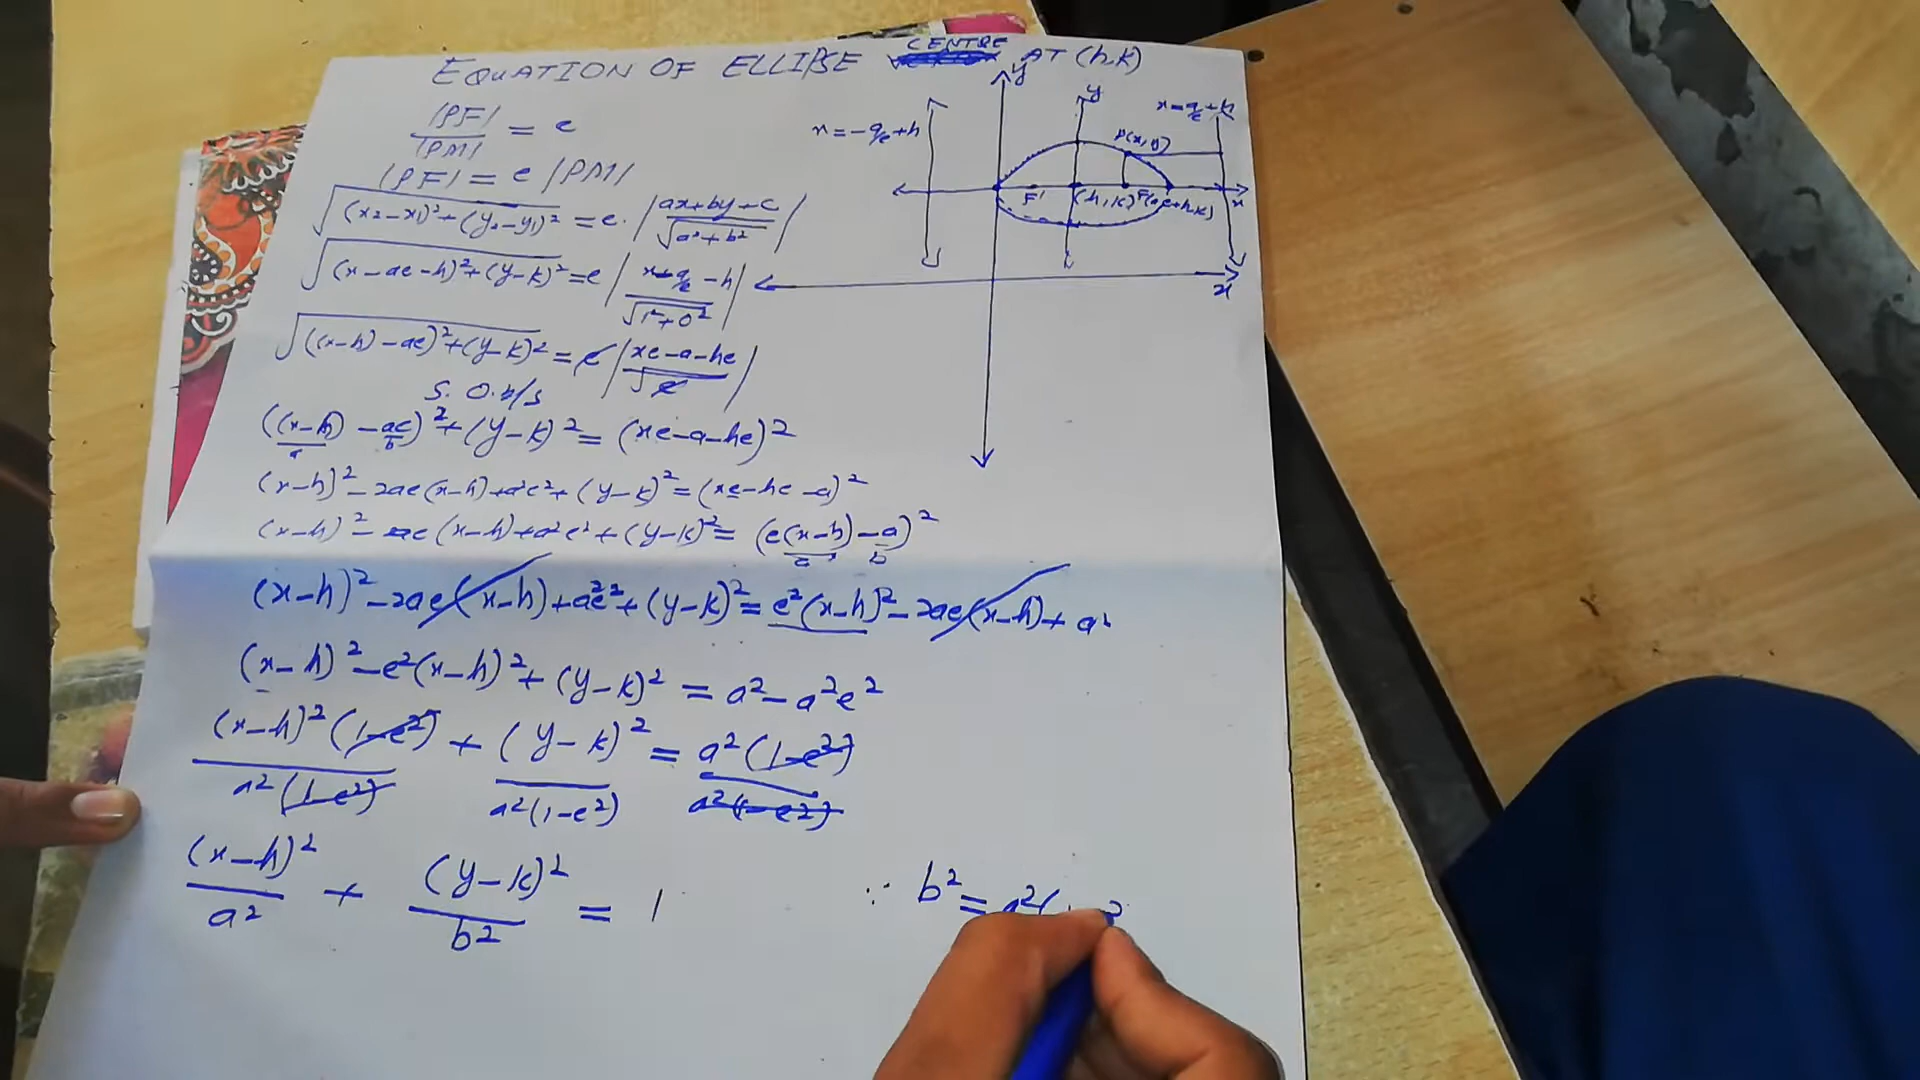 EQUATION OF ELLIPSE CENTRE AT (h,k)
|PF| / |PM| = e
|PF| = e |PM|
√(x₂-x₁)²+(y₂-y₁)² = e. |ax+by+c / √a²+b²|
√(x-ae-h)²+(y-k)² = e |x-a/e-h / √1²+0²|
√((x-h)-ae)²+(y-k)² = e |xe-a-he / √e|
S. O. b/s
((x-h) - ae)² + (y-k)² = (xe-a-he)²
a b
(x-h)² - 2ae(x-h)+a²e²+ (y-k)² = (xe-he-a)²
(x-h)² - 2ae (x-h)+a²e²+(y-k)² = (e(x-h)-a)²
a b
(x-h)² - 2ae(x-h)+a²e²+(y-k)² = e²(x-h)² - 2ae(x-h)+ a²
(x-h)² - e²(x-h)² + (y-k)² = a² - a²e²
(x-h)²(1-e²) / a²(1-e²) + (y-k)² / a²(1-e²) = a²(1-e²) / a²(1-e²)
(x-h)² / a² + (y-k)² / b² = 1
∵ b² = a²(
y
y
x=-a/e+h
x=a/e+h
P(x,y)
F'
(h,k)
F(ae+h,k)
x
x